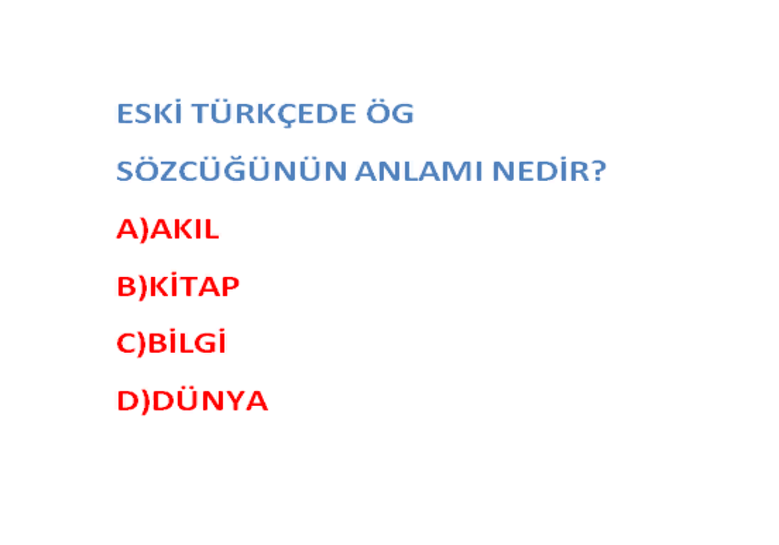 ESKİ TÜRKÇEDE ÖG
SÖZCÜĞÜNÜN ANLAMI NEDİR?
A)AKIL
B)KİTAP
C)BİLGİ
D)DÜNYA